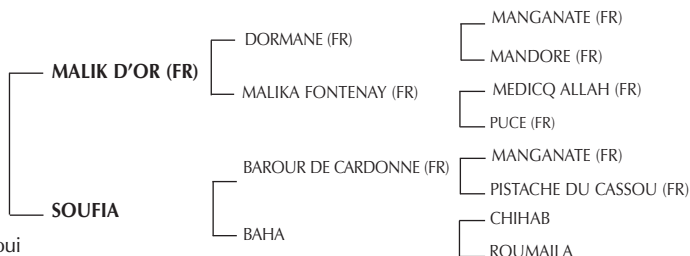 MANGANATE (FR)
DORMANE (FR)
MANDORE (FR)
MALIK D'OR (FR)
MEDICQ ALLAH (FR)
MALIKA FONTENAY (FR)
PUCE (FR)
MANGANATE (FR)
BAROUR DE CARDONNE (FR)
PISTACHE DU CASSOU (FR)
SOUFIA
CHIHAB
BAHA
oui
ROUMAILA